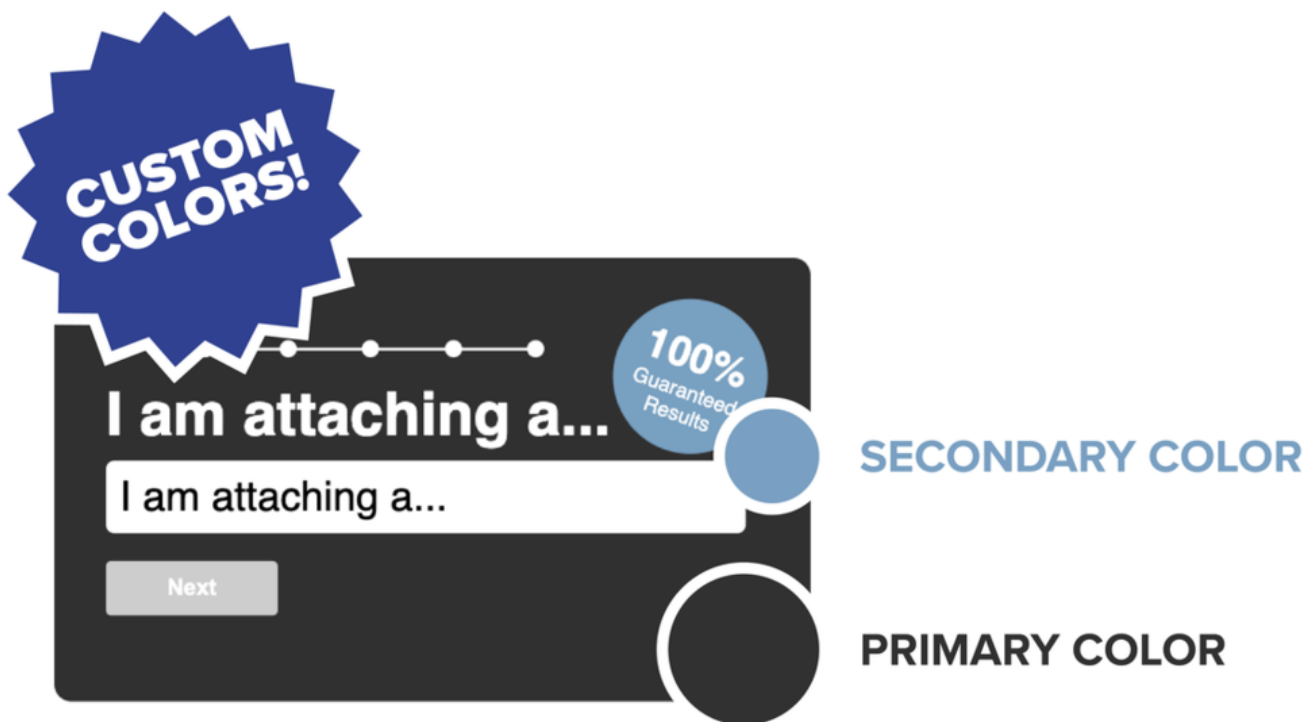 CUSTOM
COLORS!
100%
Guaranteed
Results
I am attaching a...
I am attaching a...
Next
SECONDARY COLOR
PRIMARY COLOR